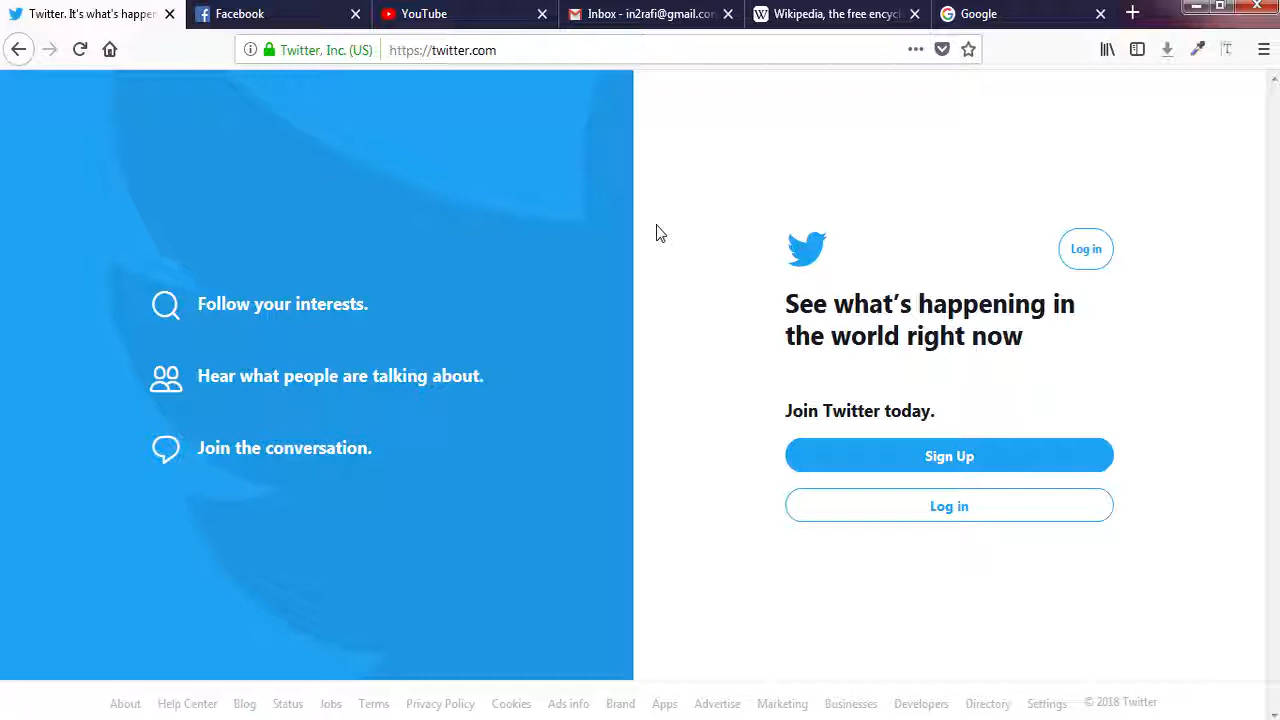 Twitter. It's what's happen
Facebook
YouTube
Inbox - in2rafi@gmail.com
Wikipedia, the free encycl
Google
Twitter, Inc. (US)
https://twitter.com
Follow your interests.
Hear what people are talking about.
Join the conversation.
Log in
See what's happening in
the world right now
Join Twitter today.
Sign Up
Log in
About Help Center Blog Status Jobs Terms Privacy Policy Cookies Ads info Brand Apps Advertise Marketing Businesses Developers Directory Settings © 2018 Twitter